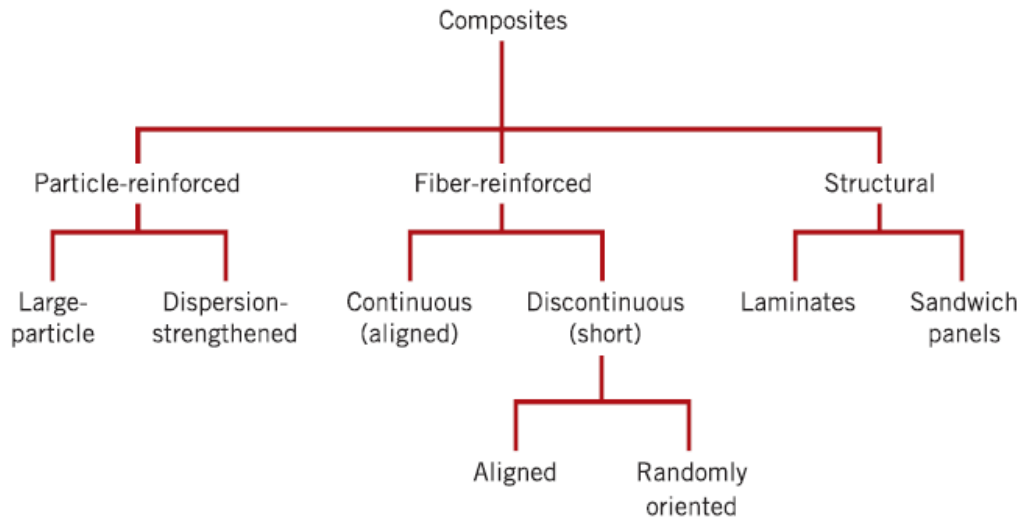 Composites
Particle-reinforced
Fiber-reinforced
Structural
Large-
particle
Dispersion-
strengthened
Continuous
(aligned)
Discontinuous
(short)
Laminates
Sandwich
panels
Aligned
Randomly
oriented